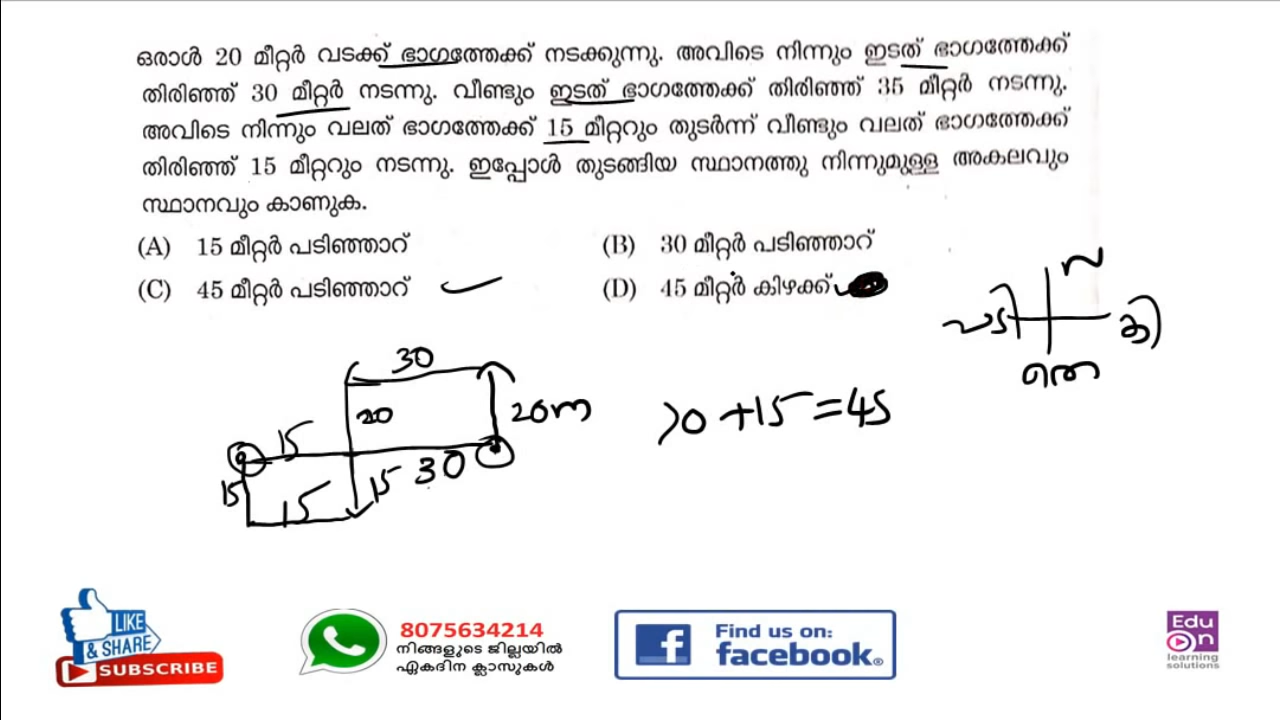 ഒരാൾ 20 മീറ്റർ വടക്ക് ഭാഗത്തേക്ക് നടക്കുന്നു. അവിടെ നിന്നും ഇടത് ഭാഗത്തേക്ക്
തിരിഞ്ഞ് 30 മീറ്റർ നടന്നു. വീണ്ടും ഇടത് ഭാഗത്തേക്ക് തിരിഞ്ഞ് 35 മീറ്റർ നടന്നു.
അവിടെ നിന്നും വലത് ഭാഗത്തേക്ക് 15 മീറ്ററും തുടർന്ന് വീണ്ടും വലത് ഭാഗത്തേക്ക്
തിരിഞ്ഞ് 15 മീറ്ററും നടന്നു. ഇപ്പോൾ തുടങ്ങിയ സ്ഥാനത്തു നിന്നുമുള്ള അകലവും
സ്ഥാനവും കാണുക.
(A) 15 മീറ്റർ പടിഞ്ഞാറ് (B) 30 മീറ്റർ പടിഞ്ഞാറ്
(C) 45 മീറ്റർ പടിഞ്ഞാറ് (D) 45 മീറ്റർ കിഴക്ക്
വ
പടി കി
തെ
30
20 20m
15 30 +15 = 45
15 15 30
15
LIKE
& SHARE
SUBSCRIBE
8075634214
നിങ്ങളുടെ ജില്ലയിൽ
ഏകദിന ക്ലാസുകൾ
Find us on:
facebook®
Edu
On
learning
solutions